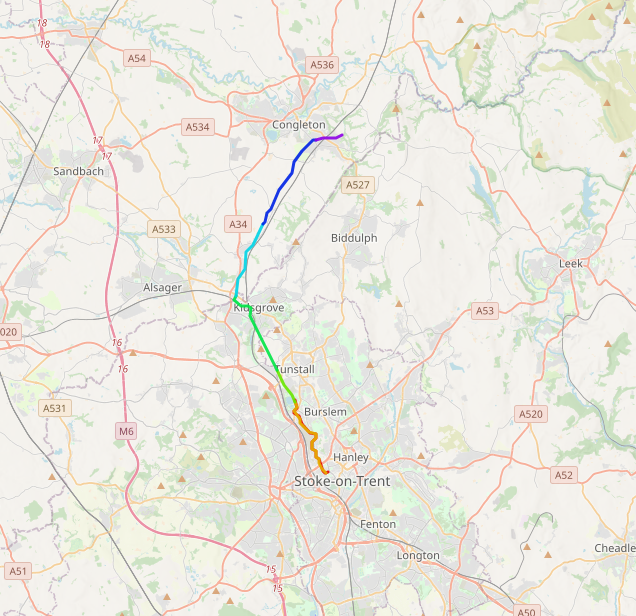 18
18
A54
A536
A534
Congleton
17
17
Sandbach
A527
A34
A533
Biddulph
Leek
Alsager
Kidsgrove
A53
020
16
16
Tunstall
A531
Burslem
A520
M6
Hanley
A52
Stoke-on-Trent
Fenton
Cheadle
Longton
A51
15
15
A50